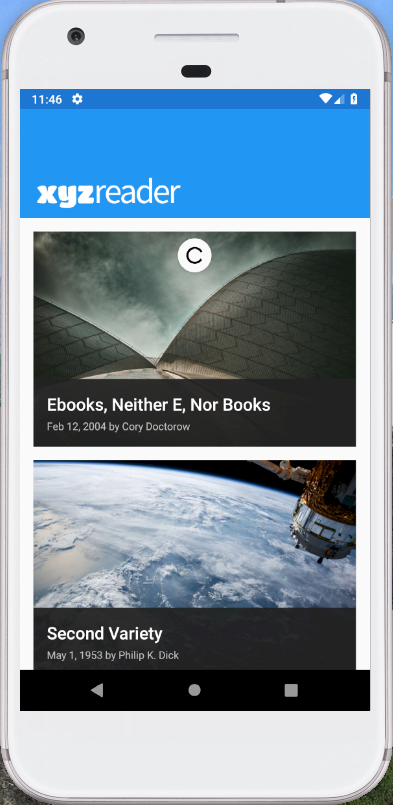 11:46
xyzreader
Ebooks, Neither E, Nor Books
Feb 12, 2004 by Cory Doctorow
Second Variety
May 1, 1953 by Philip K. Dick